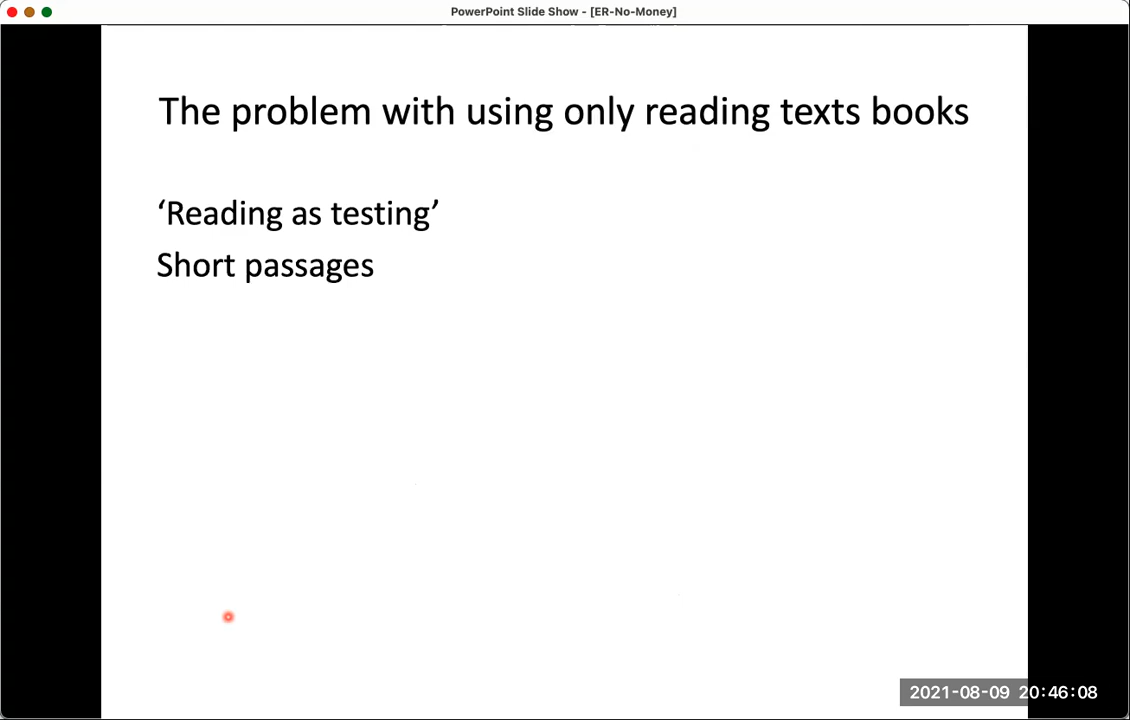 PowerPoint Slide Show - [ER-No-Money]
The problem with using only reading texts books
‘Reading as testing’
Short passages
2021-08-09 20:46:08